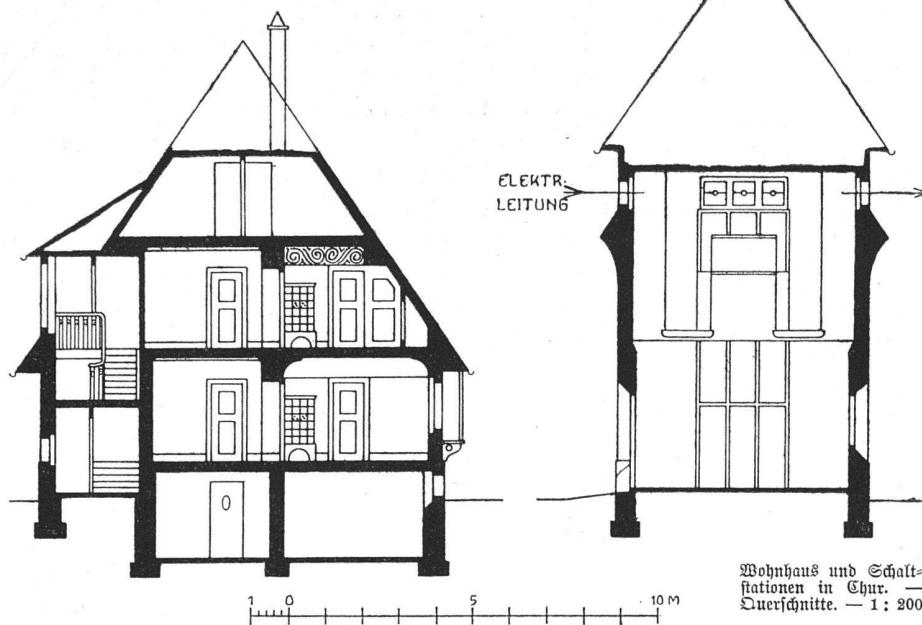 ELEKTR.
LEITUNG
1 0 5 10 M
Wohnhaus und Schalt=
stationen in Chur. —
Querschnitte. — 1 : 200